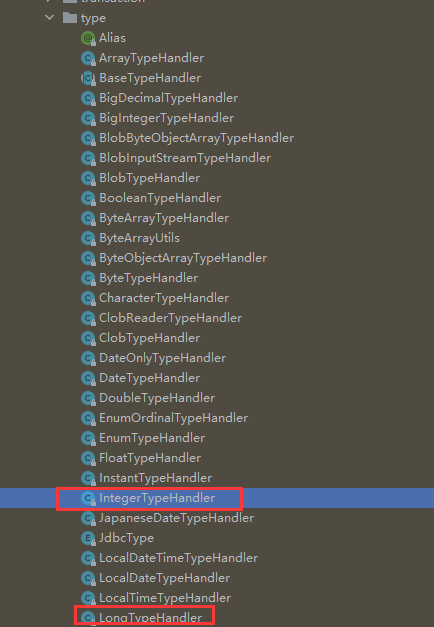 transaction
type
Alias
ArrayTypeHandler
BaseTypeHandler
BigDecimalTypeHandler
BigIntegerTypeHandler
BlobByteObjectArrayTypeHandler
BlobInputStreamTypeHandler
BlobTypeHandler
BooleanTypeHandler
ByteArrayTypeHandler
ByteArrayUtils
ByteObjectArrayTypeHandler
ByteTypeHandler
CharacterTypeHandler
ClobReaderTypeHandler
ClobTypeHandler
DateOnlyTypeHandler
DateTypeHandler
DoubleTypeHandler
EnumOrdinalTypeHandler
EnumTypeHandler
FloatTypeHandler
InstantTypeHandler
IntegerTypeHandler
JapaneseDateTypeHandler
JdbcType
LocalDateTimeTypeHandler
LocalDateTypeHandler
LocalTimeTypeHandler
LongTypeHandler